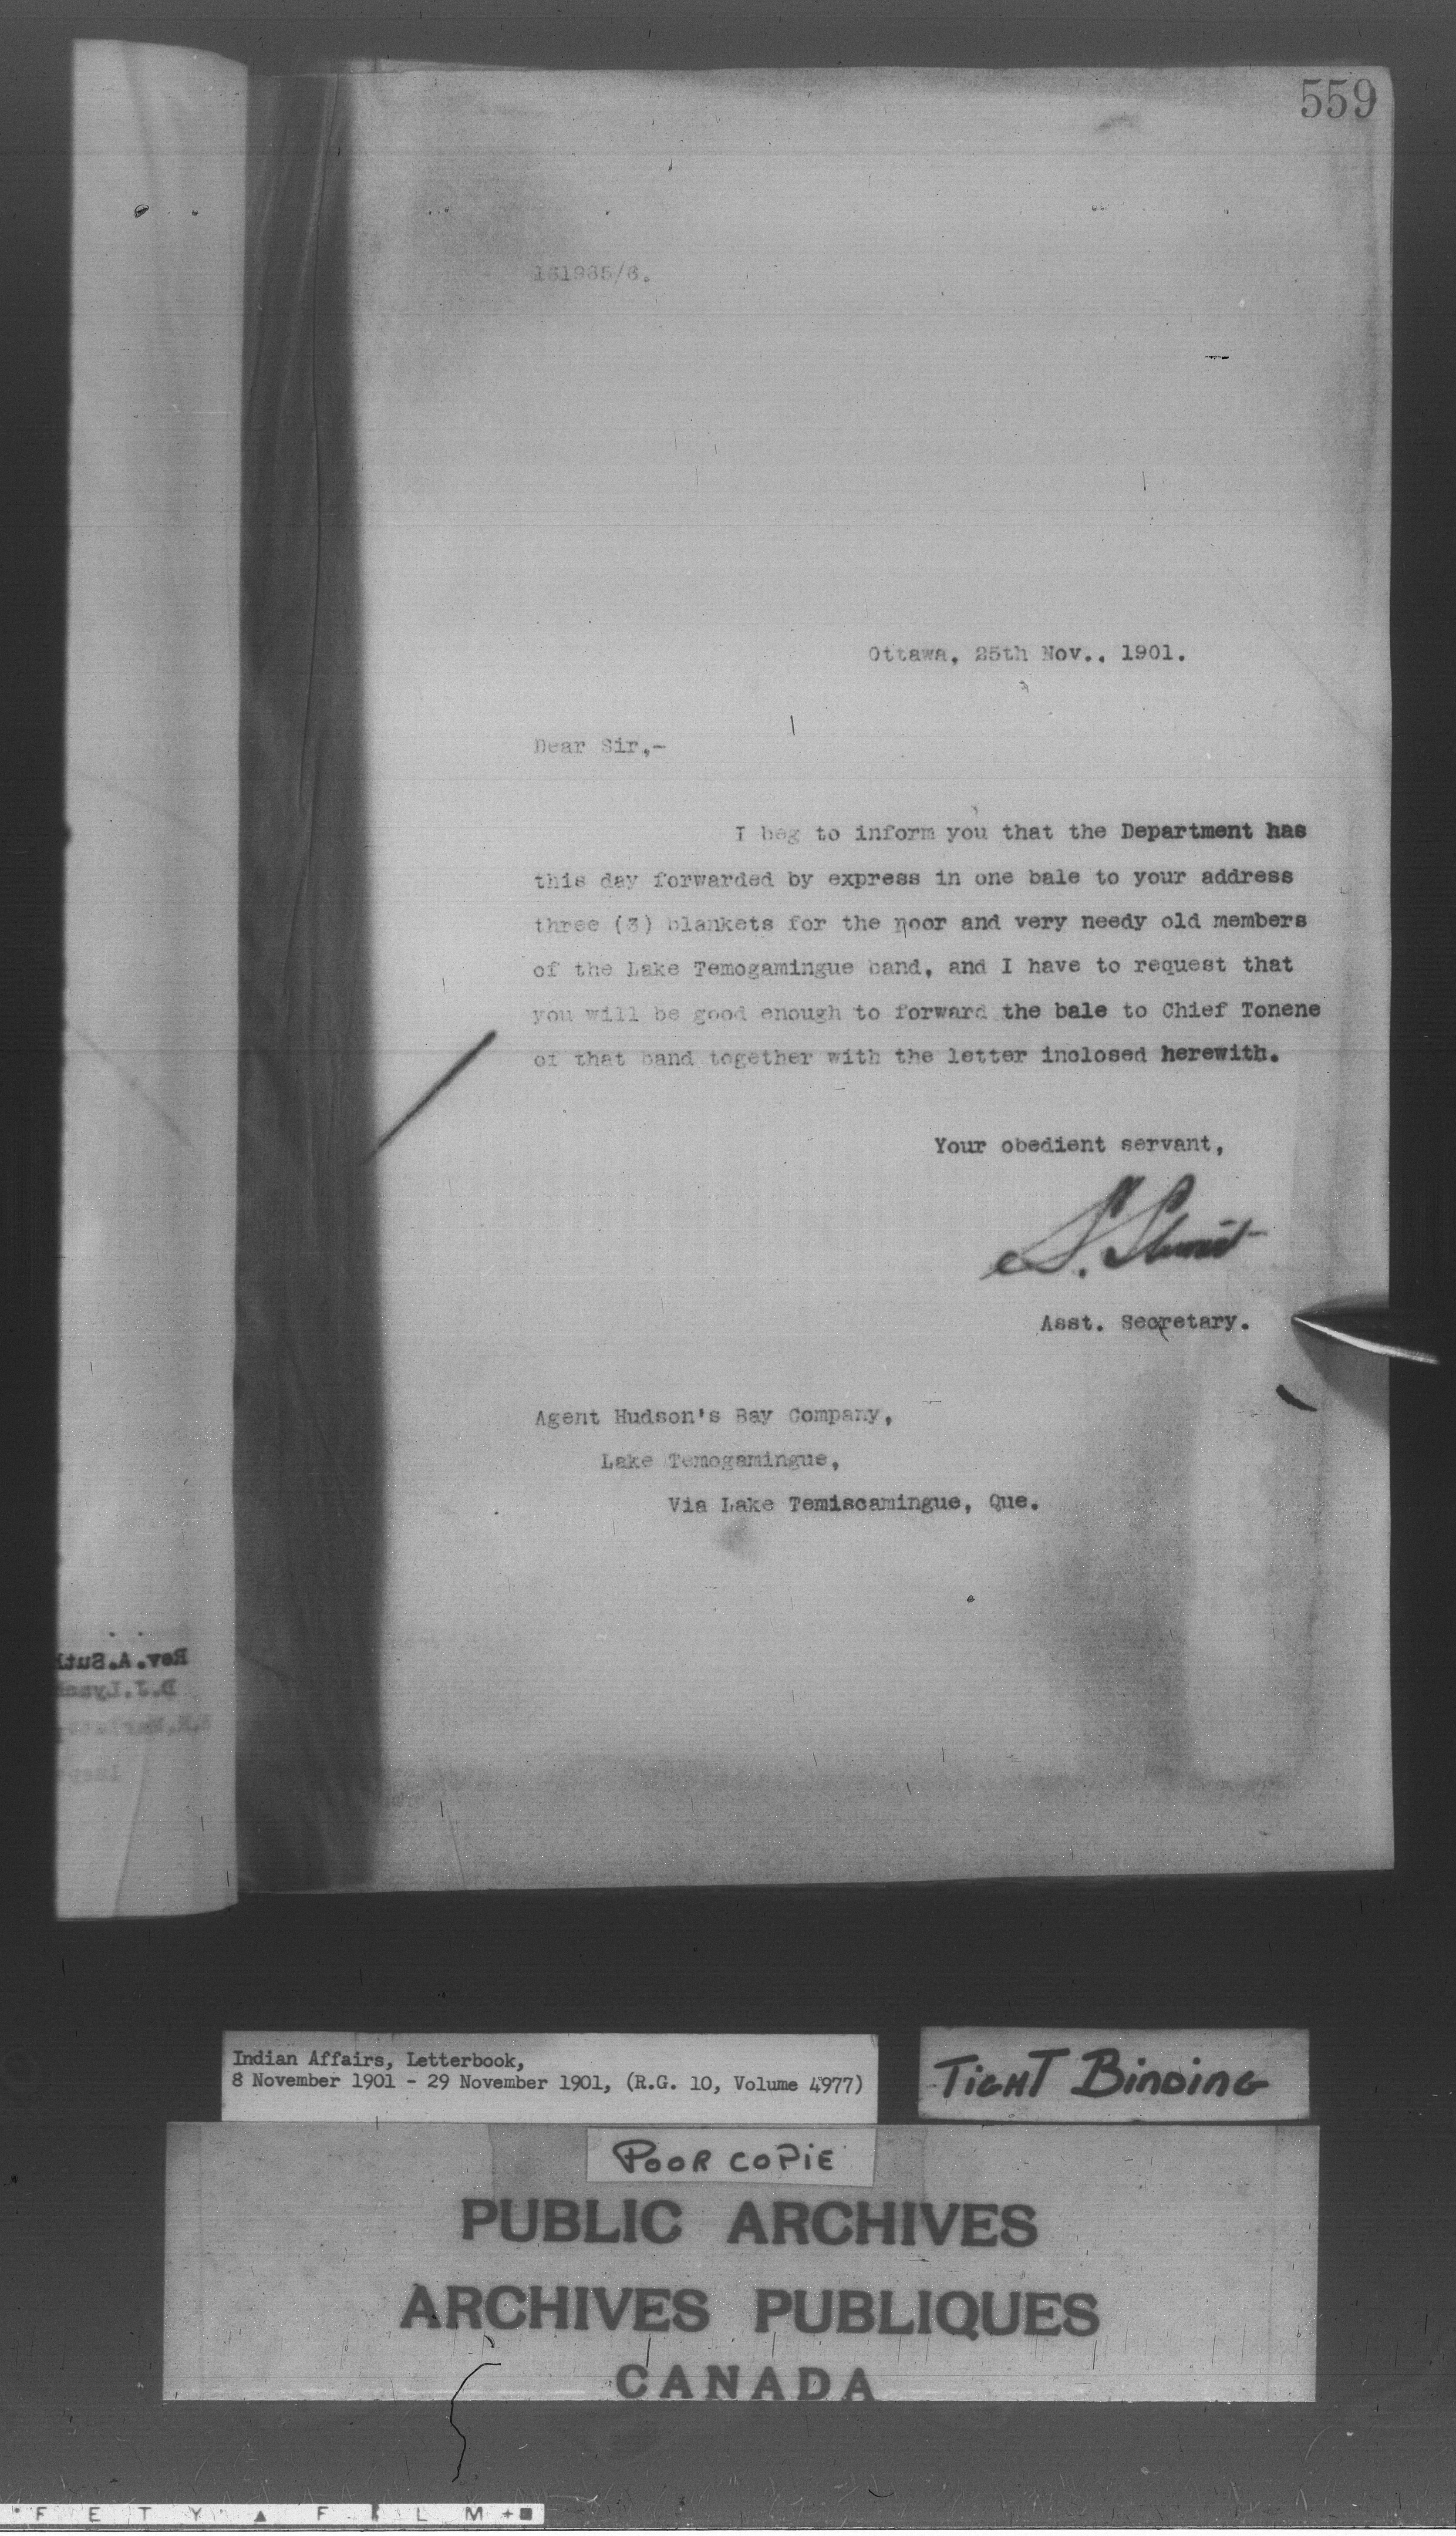 559
161985/6.
Ottawa, 25th Nov., 1901.
Dear Sir,-
I beg to inform you that the Department has
this day forwarded by express in one bale to your address
three (3) blankets for the poor and very needy old members
of the Lake Temogamingue band, and I have to request that
you will be good enough to forward the bale to Chief Tonene
of that band together with the letter inclosed herewith.
Your obedient servant,
S. Stewart
Asst. Secretary.
Agent Hudson's Bay Company,
Lake Temogamingue,
Via Lake Temiscamingue, Que.
Rev. A. Suth
D.J. Lynch
Indian Affairs, Letterbook,
8 November 1901 - 29 November 1901, (R.G. 10, Volume 4977)
TIGHT BINDING
POOR COPIE
PUBLIC ARCHIVES
ARCHIVES PUBLIQUES
CANADA
F E T Y ▲ F I L M + ■